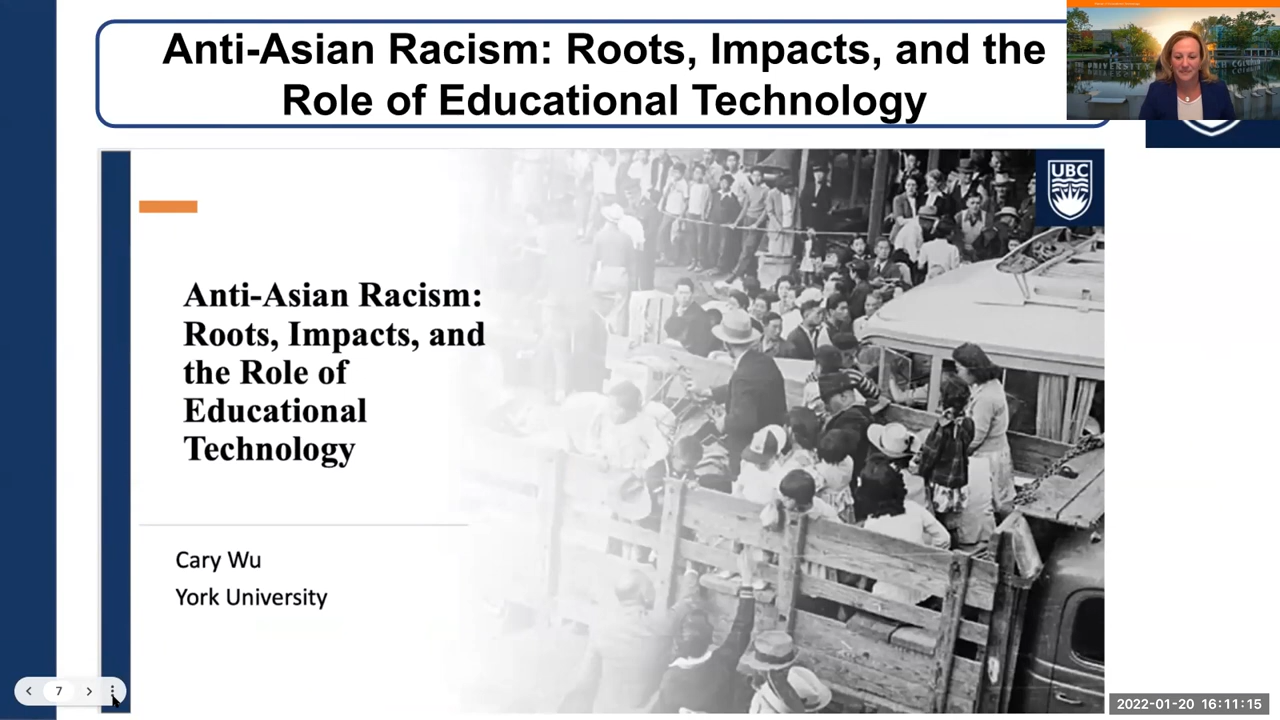 Anti-Asian Racism: Roots, Impacts, and the
Role of Educational Technology
UBC
Anti-Asian Racism:
Roots, Impacts, and
the Role of
Educational
Technology
Cary Wu
York University
7
2022-01-20 16:11:15